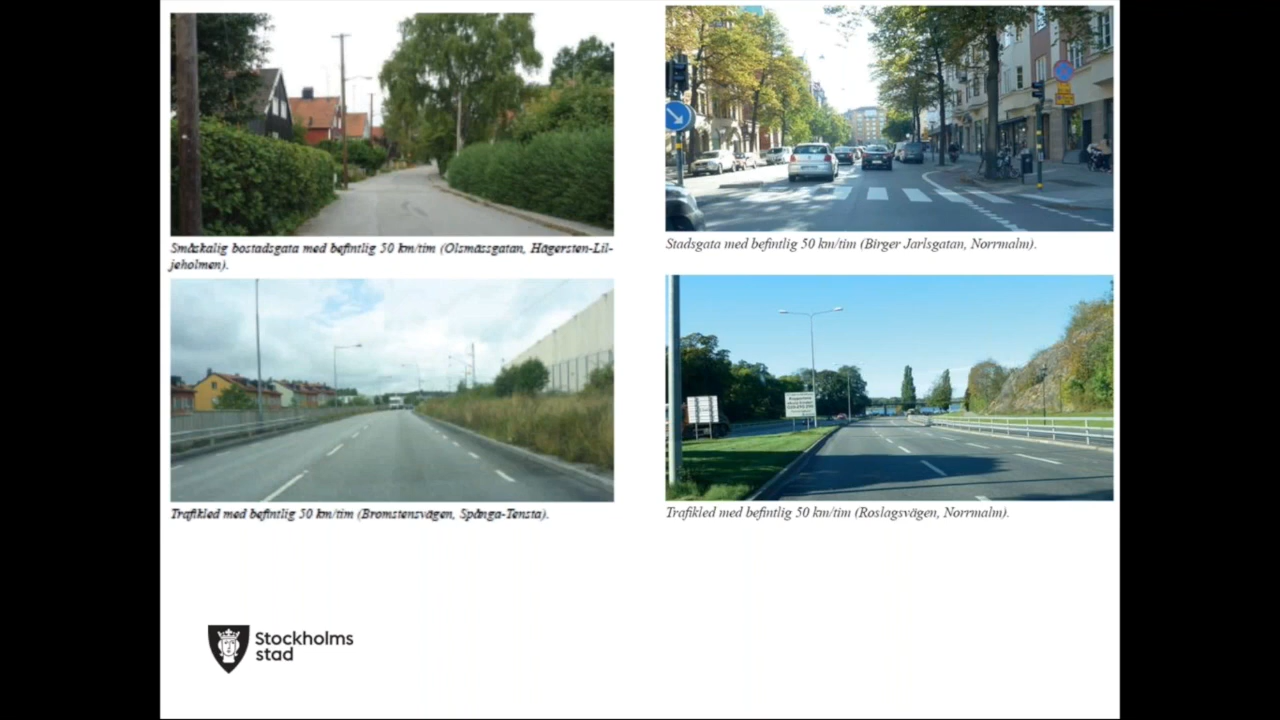 Småskalig bostadsgata med befintlig 50 km/tim (Olsmässgatan, Hägersten-Lil-
jeholmen).
Stadsgata med befintlig 50 km/tim (Birger Jarlsgatan, Norrmalm).
Trafikled med befintlig 50 km/tim (Bromstensvägen, Spånga-Tensta).
Trafikled med befintlig 50 km/tim (Roslagsvägen, Norrmalm).
Stockholms
stad